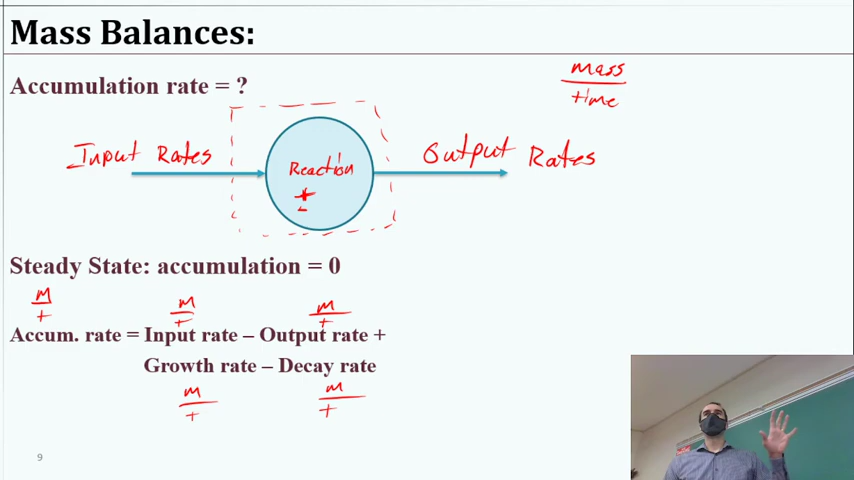 Mass Balances:
Accumulation rate = ?
mass
time
Input Rates
Reaction
±
Output Rates
Steady State: accumulation = 0
M
t
M
t
M
t
Accum. rate = Input rate – Output rate +
Growth rate – Decay rate
M
t
M
t
9